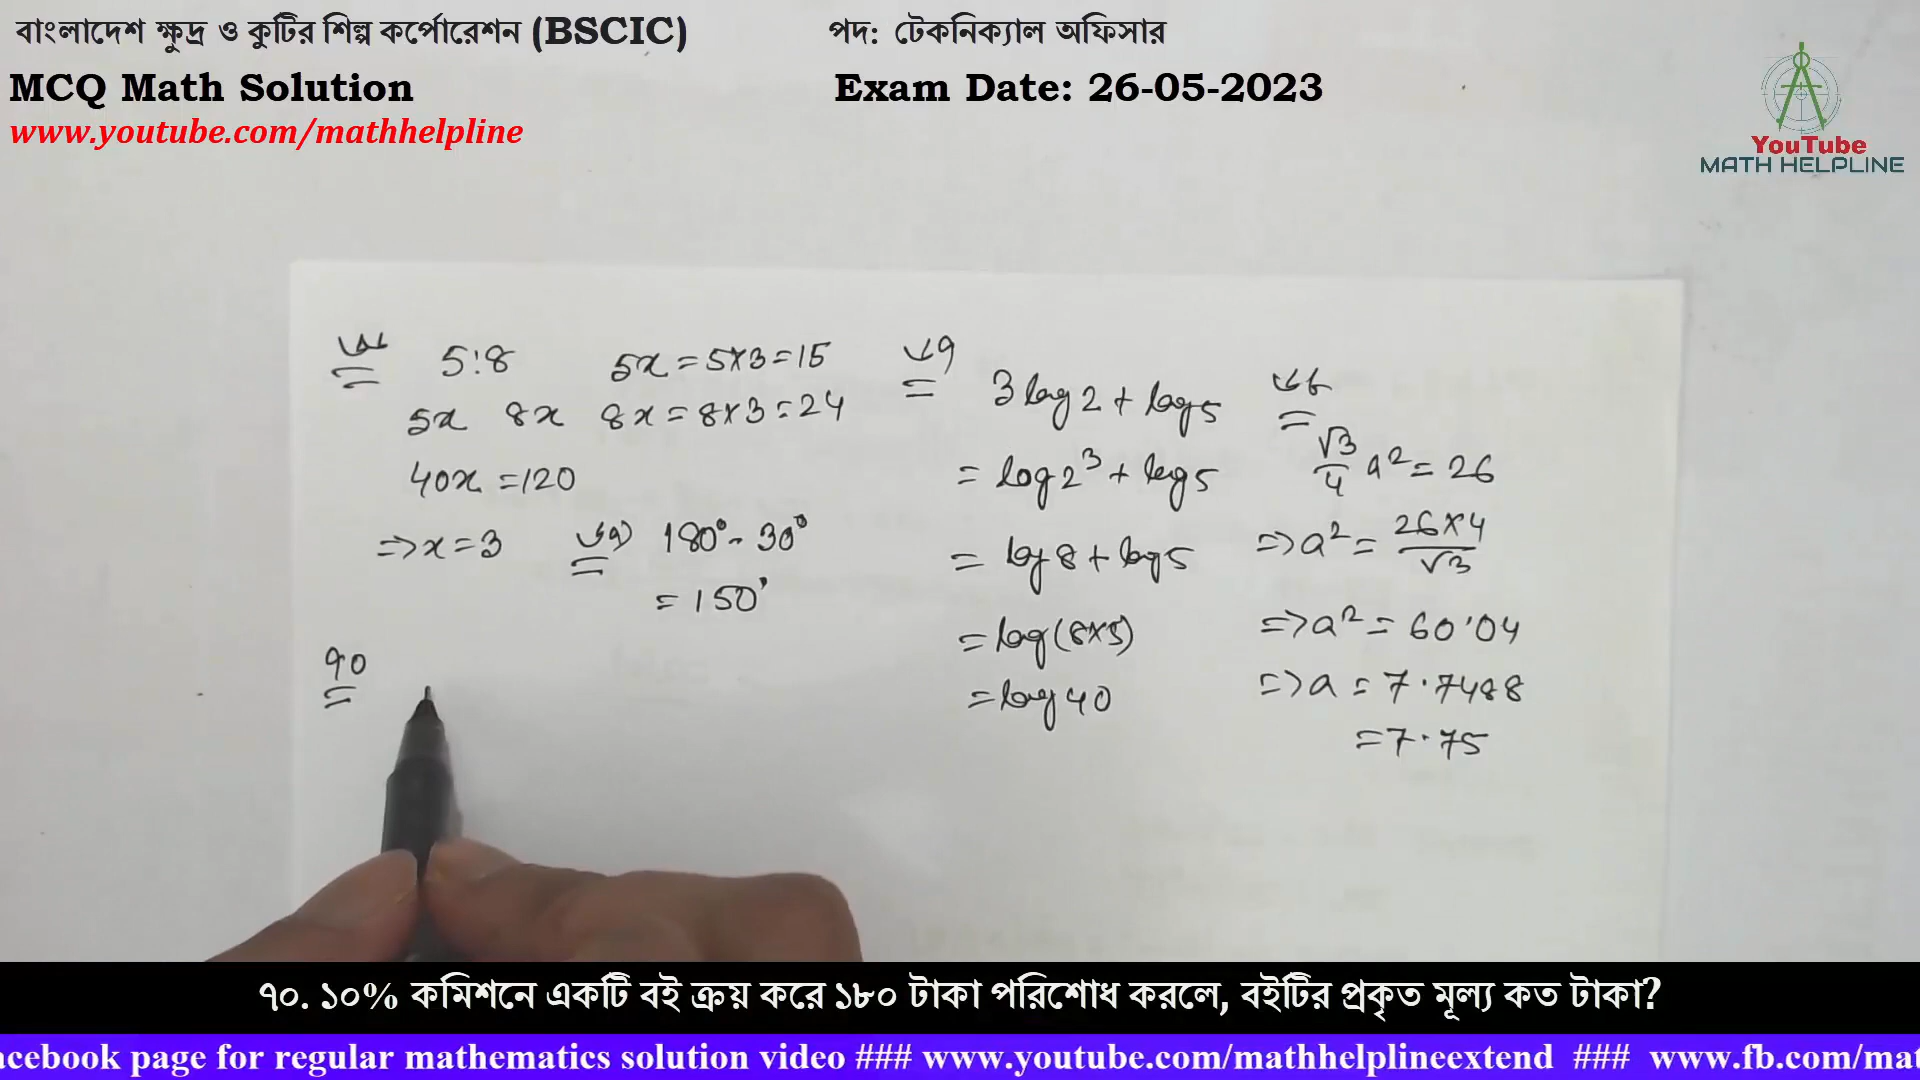 বাংলাদেশ ক্ষুদ্র ও কুটির শিল্প কর্পোরেশন (BSCIC) পদ: টেকনিক্যাল অফিসার
MCQ Math Solution Exam Date: 26-05-2023
www.youtube.com/mathhelpline
YouTube
MATH HELPLINE
৬৬
5:8
5x = 5×3 = 15
5x 8x 8x = 8×3 = 24
40x = 120
⇒ x = 3
৬৯ 180° - 30°
= 150°
৬৭
3 log 2 + log 5
= log 2³ + log 5
= log 8 + log 5
= log (8×5)
= log 40
৬৮
√3/4 a² = 26
⇒ a² = 26×4/√3
⇒ a² = 60.04
⇒ a = 7.7488
= 7.75
৭০
৭০. ১০% কমিশনে একটি বই ক্রয় করে ১৮০ টাকা পরিশোধ করলে, বইটির প্রকৃত মূল্য কত টাকা?
acebook page for regular mathematics solution video ### www.youtube.com/mathhelplineextend ### www.fb.com/mat